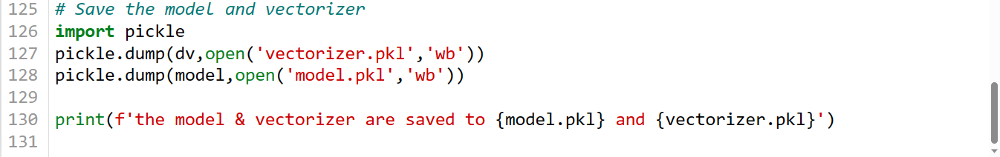 125 # Save the model and vectorizer
126 import pickle
127 pickle.dump(dv,open('vectorizer.pkl','wb'))
128 pickle.dump(model,open('model.pkl','wb'))
129
130 print(f'the model & vectorizer are saved to {model.pkl} and {vectorizer.pkl}')
131